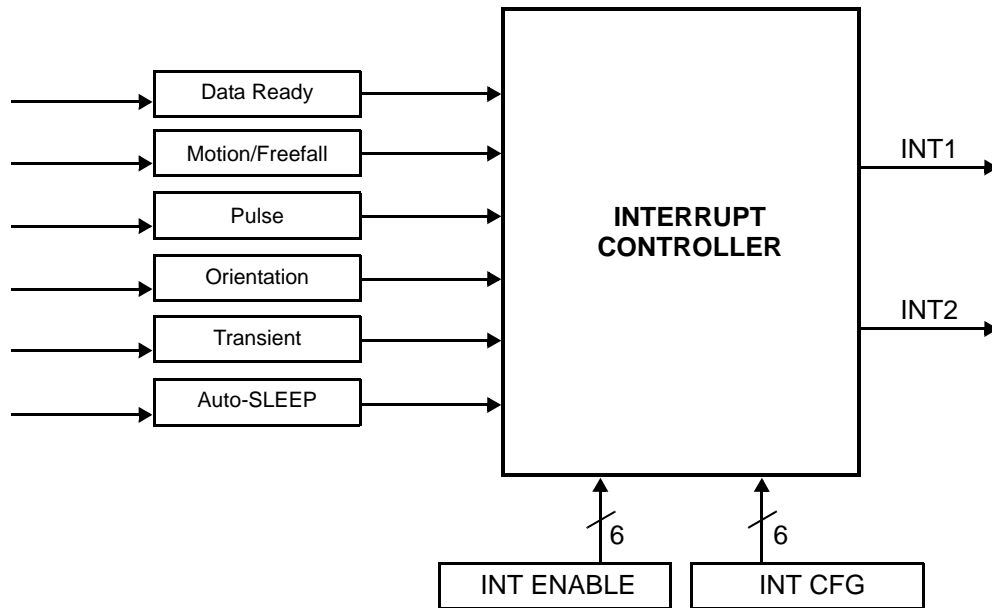 Data Ready
Motion/Freefall
Pulse
Orientation
Transient
Auto-SLEEP
INTERRUPT
CONTROLLER
INT1
INT2
6
6
INT ENABLE
INT CFG